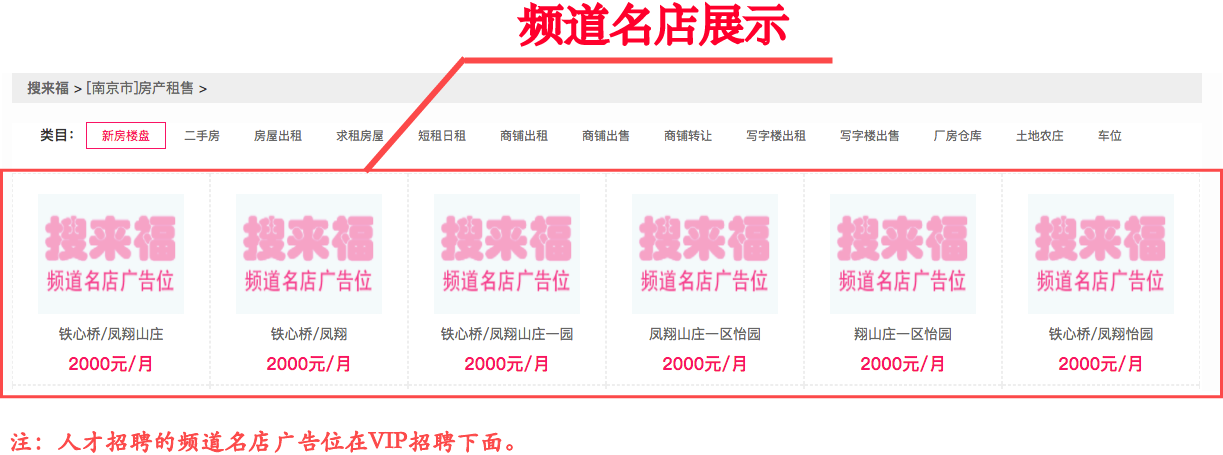 频道名店展示
搜来福 > [南京市]房产租售 >
类目： 新房楼盘 二手房 房屋出租 求租房屋 短租日租 商铺出租 商铺出售 商铺转让 写字楼出租 写字楼出售 厂房仓库 土地农庄 车位
搜来福 搜来福 搜来福 搜来福 搜来福 搜来福
频道名店广告位 频道名店广告位 频道名店广告位 频道名店广告位 频道名店广告位 频道名店广告位
铁心桥/凤翔山庄 铁心桥/凤翔 铁心桥/凤翔山庄一园 凤翔山庄一区怡园 翔山庄一区怡园 铁心桥/凤翔怡园
2000元/月 2000元/月 2000元/月 2000元/月 2000元/月 2000元/月
注：人才招聘的频道名店广告位在VIP招聘下面。